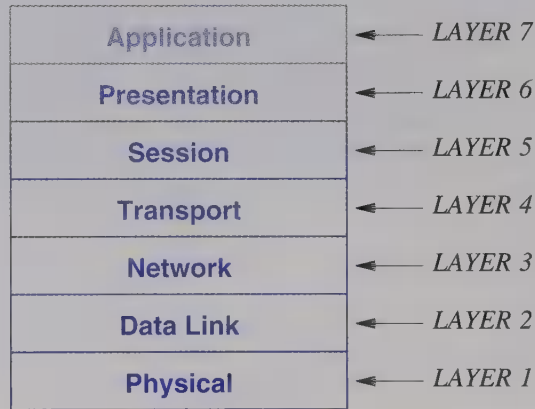 Application LAYER 7
Presentation LAYER 6
Session LAYER 5
Transport LAYER 4
Network LAYER 3
Data Link LAYER 2
Physical LAYER 1